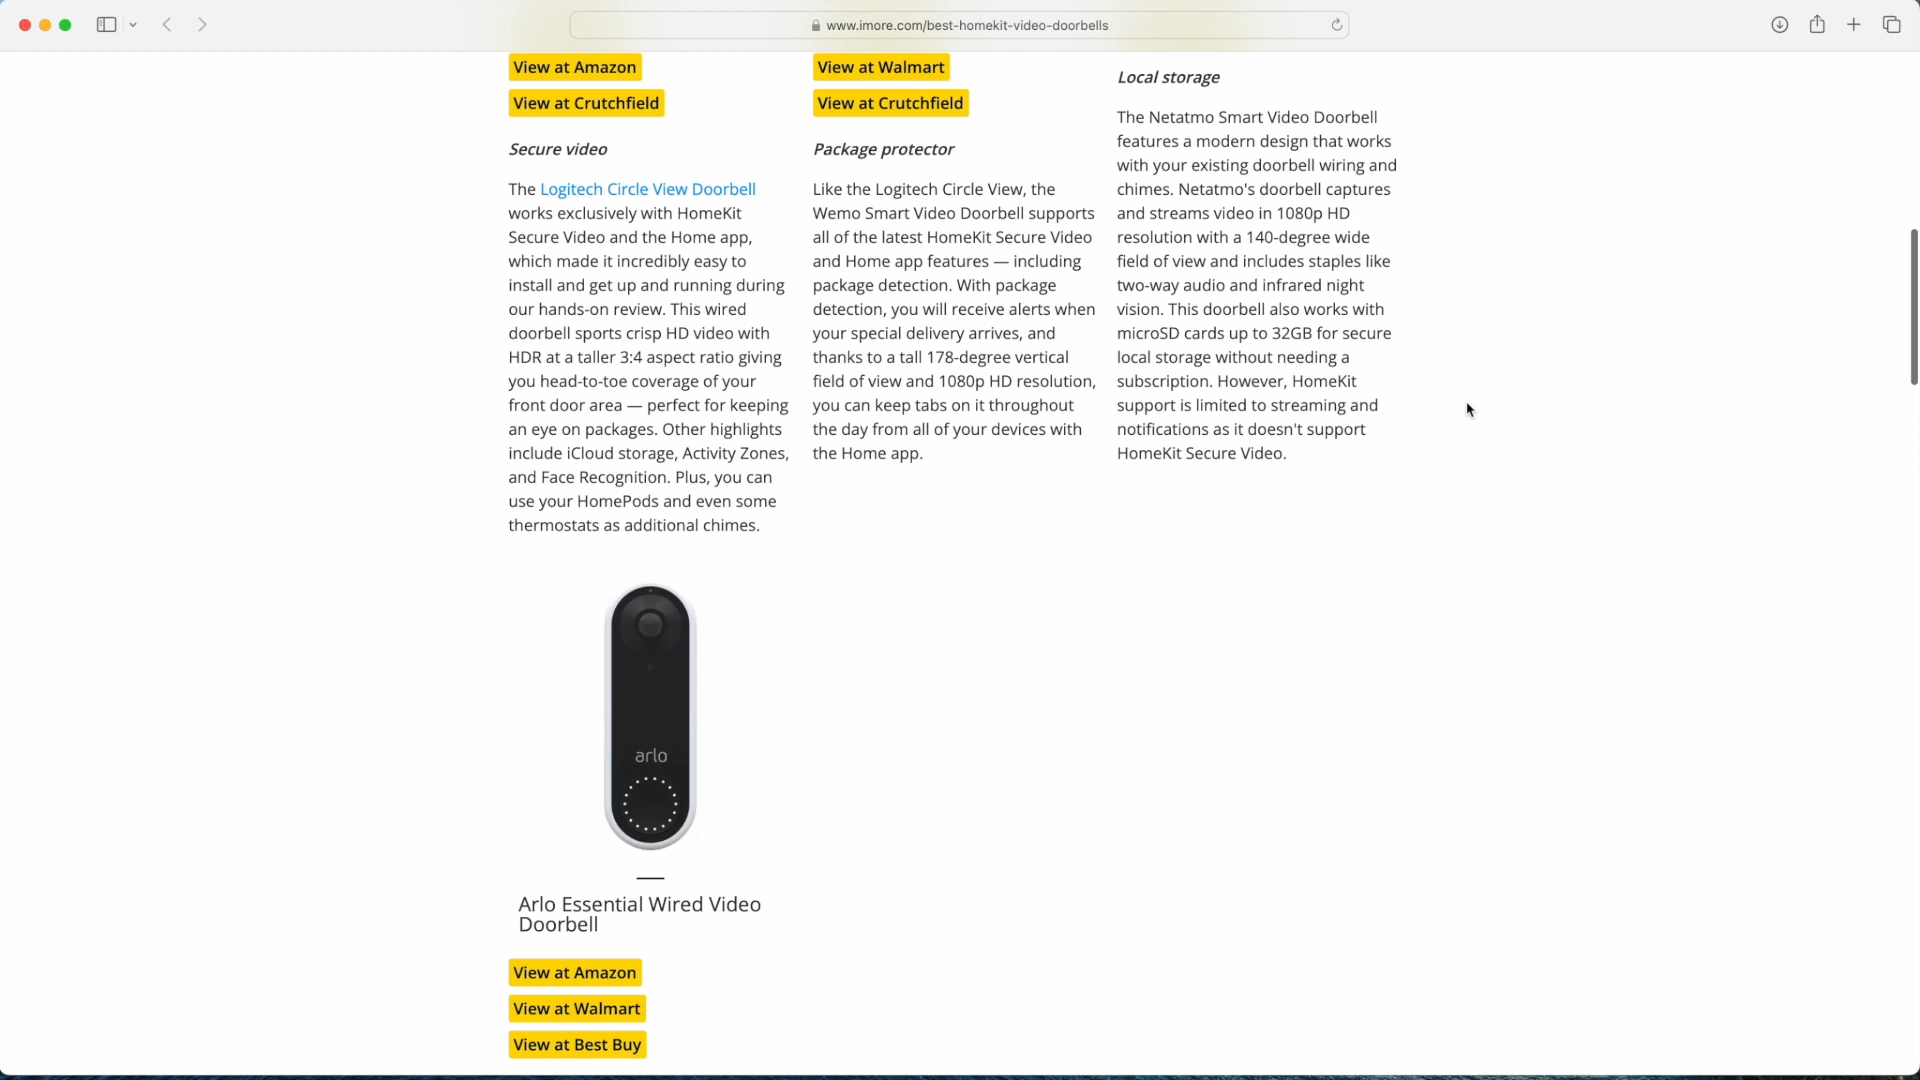 www.imore.com/best-homekit-video-doorbells
View at Amazon
View at Crutchfield
Secure video
The Logitech Circle View Doorbell
works exclusively with HomeKit
Secure Video and the Home app,
which made it incredibly easy to
install and get up and running during
our hands-on review. This wired
doorbell sports crisp HD video with
HDR at a taller 3:4 aspect ratio giving
you head-to-toe coverage of your
front door area — perfect for keeping
an eye on packages. Other highlights
include iCloud storage, Activity Zones,
and Face Recognition. Plus, you can
use your HomePods and even some
thermostats as additional chimes.
View at Walmart
View at Crutchfield
Package protector
Like the Logitech Circle View, the
Wemo Smart Video Doorbell supports
all of the latest HomeKit Secure Video
and Home app features — including
package detection. With package
detection, you will receive alerts when
your special delivery arrives, and
thanks to a tall 178-degree vertical
field of view and 1080p HD resolution,
you can keep tabs on it throughout
the day from all of your devices with
the Home app.
Local storage
The Netatmo Smart Video Doorbell
features a modern design that works
with your existing doorbell wiring and
chimes. Netatmo's doorbell captures
and streams video in 1080p HD
resolution with a 140-degree wide
field of view and includes staples like
two-way audio and infrared night
vision. This doorbell also works with
microSD cards up to 32GB for secure
local storage without needing a
subscription. However, HomeKit
support is limited to streaming and
notifications as it doesn't support
HomeKit Secure Video.
arlo
Arlo Essential Wired Video
Doorbell
View at Amazon
View at Walmart
View at Best Buy